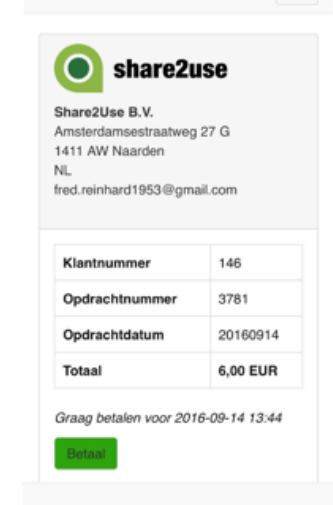 share2use
Share2Use B.V.
Amsterdamsestraatweg 27 G
1411 AW Naarden
NL
fred.reinhard1953@gmail.com
Klantnummer 146
Opdrachtnummer 3781
Opdrachtdatum 20160914
Totaal 6,00 EUR
Graag betalen voor 2016-09-14 13:44
Betaal